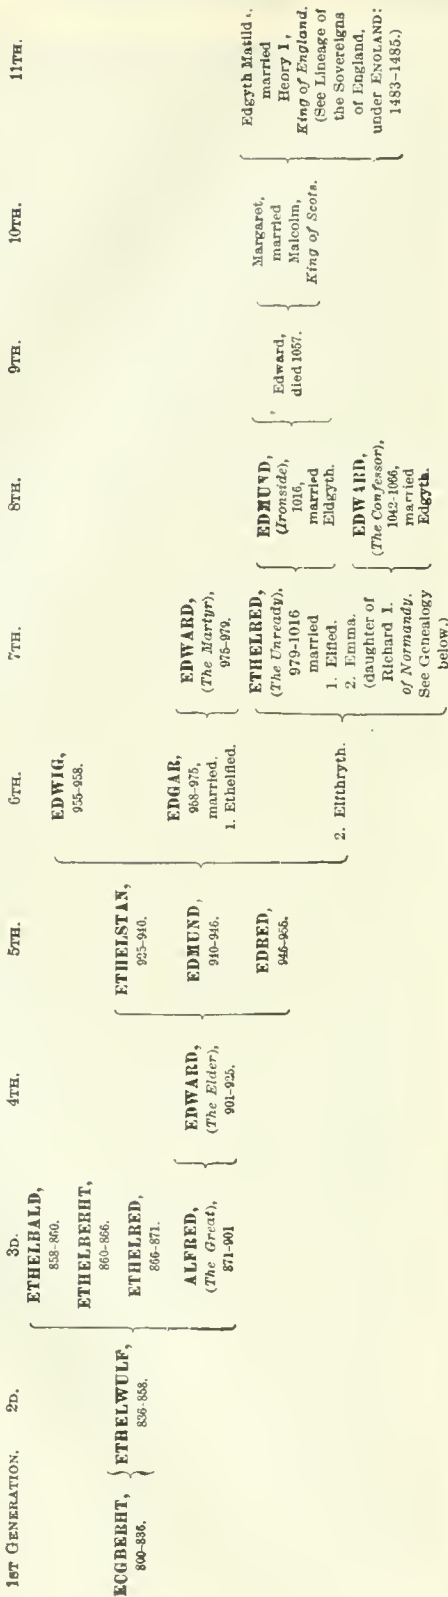 1ST GENERATION.
ECGBERHT,
800-836.
2D.
ETHELWULF,
836-858.
3D.
ETHELBALD,
858-860.
ETHELBERHT,
860-866.
ETHELRED,
866-871.
ALFRED,
(The Great),
871-901
4TH.
EDWARD,
(The Elder),
901-925.
5TH.
ETHELSTAN,
925-940.
EDMUND,
940-946.
EDRED,
946-955.
6TH.
EDWIG,
955-958.
EDGAR,
958-975,
married.
1. Ethelfled.
2. Elfthryth.
7TH.
EDWARD,
(The Martyr),
975-979.
ETHELRED,
(The Unready),
979-1016
married
1. Elfled.
2. Emma.
(daughter of
Richard I.
of Normandy.
See Genealogy
below.)
8TH.
EDMUND,
(Ironside),
1016,
married
Eldgyth.
EDWARD,
(The Confessor),
1042-1066,
married
Edgyth.
9TH.
Edward,
died 1057.
10TH.
Margaret,
married
Malcolm,
King of Scots.
11TH.
Edgyth
married
Henry I,
King of England.
(See Lineage of
the Sovereigns
of England,
under ENGLAND:
1483-1485.)